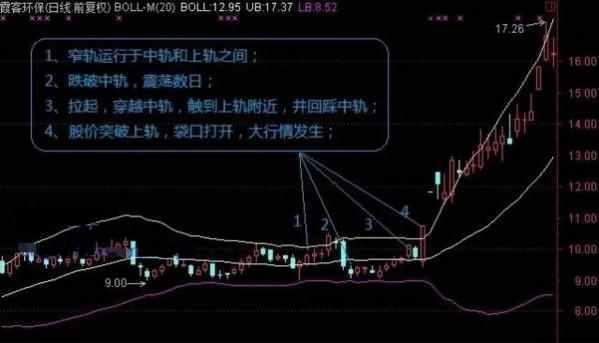 霞客环保(日线 前复权) BOLL-M(20) BOLL:12.95 UB:17.37 LB:8.52
17.26
1、窄轨运行于中轨和上轨之间；
2、跌破中轨，震荡数日；
3、拉起，穿越中轨，触到上轨附近，并回踩中轨；
4、股价突破上轨，袋口打开，大行情发生；
16.00
14.00
13.00
12.00
11.00
10.00
9.00
8.00
1 2 3 4
9.00